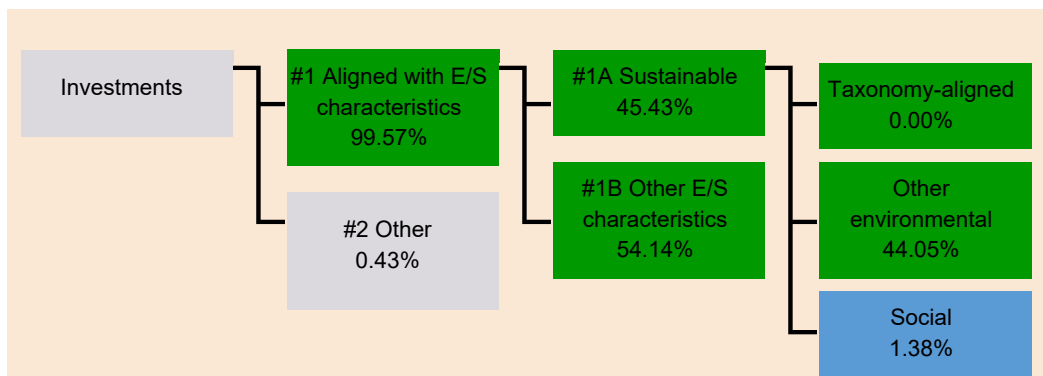 Investments
#1 Aligned with E/S
characteristics
99.57%
#2 Other
0.43%
#1A Sustainable
45.43%
#1B Other E/S
characteristics
54.14%
Taxonomy-aligned
0.00%
Other
environmental
44.05%
Social
1.38%